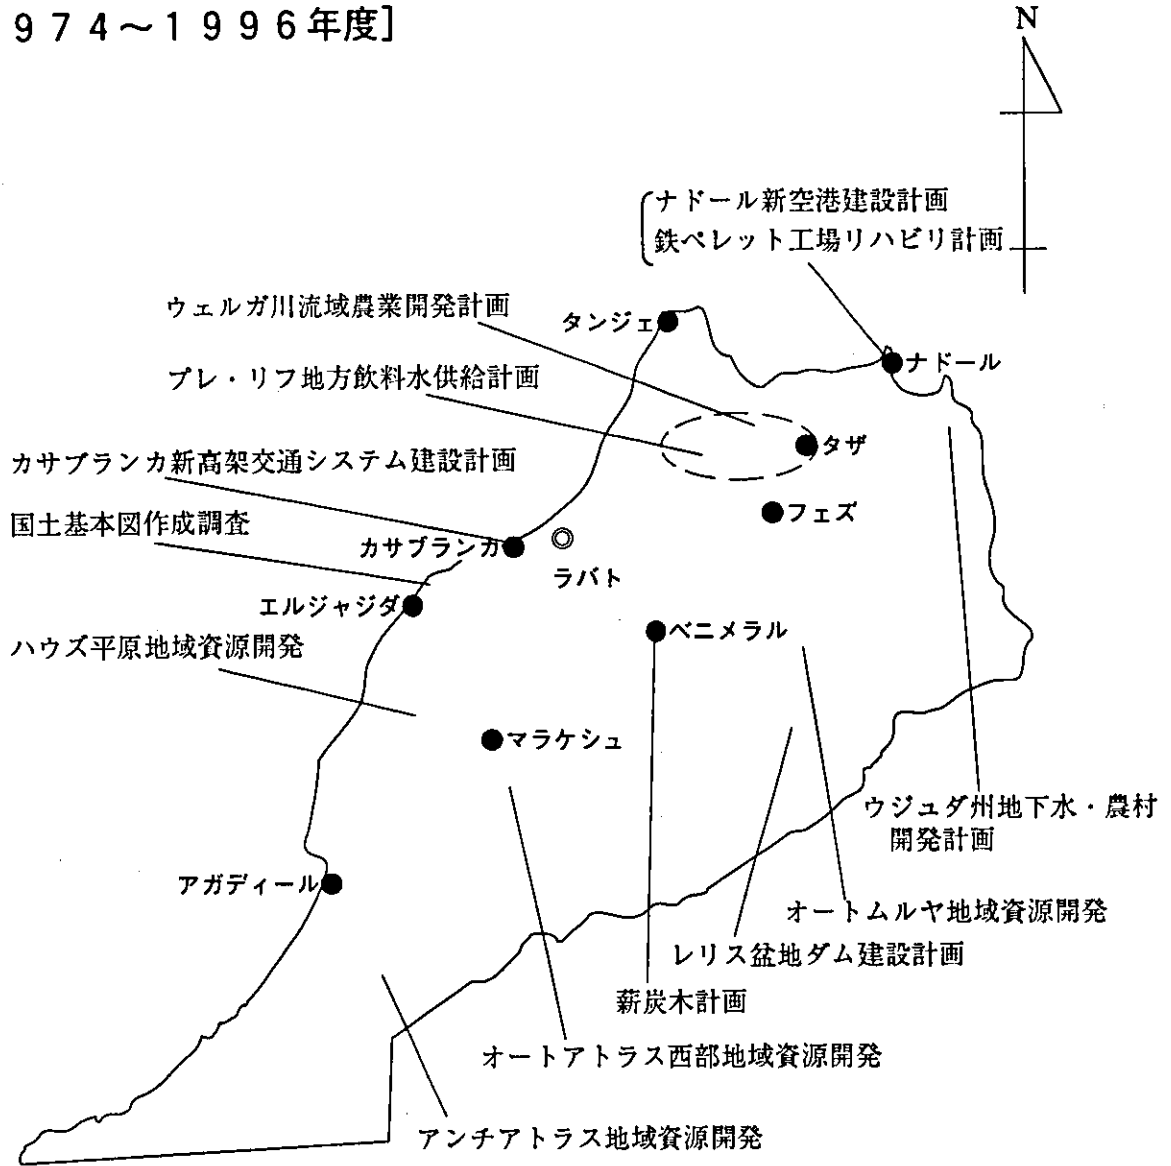 974～1996年度]
N
ナドール新空港建設計画
鉄ペレット工場リハビリ計画
ウェルガ川流域農業開発計画
タンジェ
ナドール
プレ・リフ地方飲料水供給計画
タザ
カサブランカ新高架交通システム建設計画
フェズ
国土基本図作成調査
カサブランカ
ラバト
エルジャジダ
ベニメラル
ハウズ平原地域資源開発
マラケシュ
ウジュダ州地下水・農村
開発計画
アガディール
オートムルヤ地域資源開発
レリス盆地ダム建設計画
薪炭木計画
オートアトラス西部地域資源開発
アンチアトラス地域資源開発